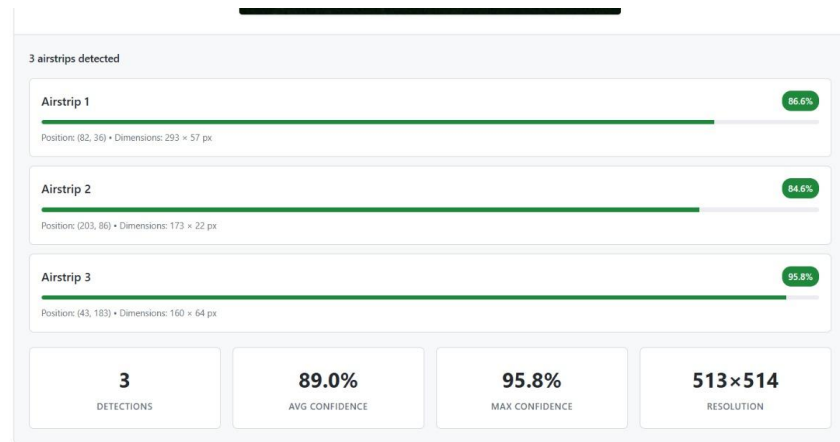 3 airstrips detected
Airstrip 1
86.6%
Position: (82, 36) • Dimensions: 293 × 57 px
Airstrip 2
84.6%
Position: (203, 86) • Dimensions: 173 × 22 px
Airstrip 3
95.8%
Position: (43, 183) • Dimensions: 160 × 64 px
3
DETECTIONS
89.0%
AVG CONFIDENCE
95.8%
MAX CONFIDENCE
513×514
RESOLUTION